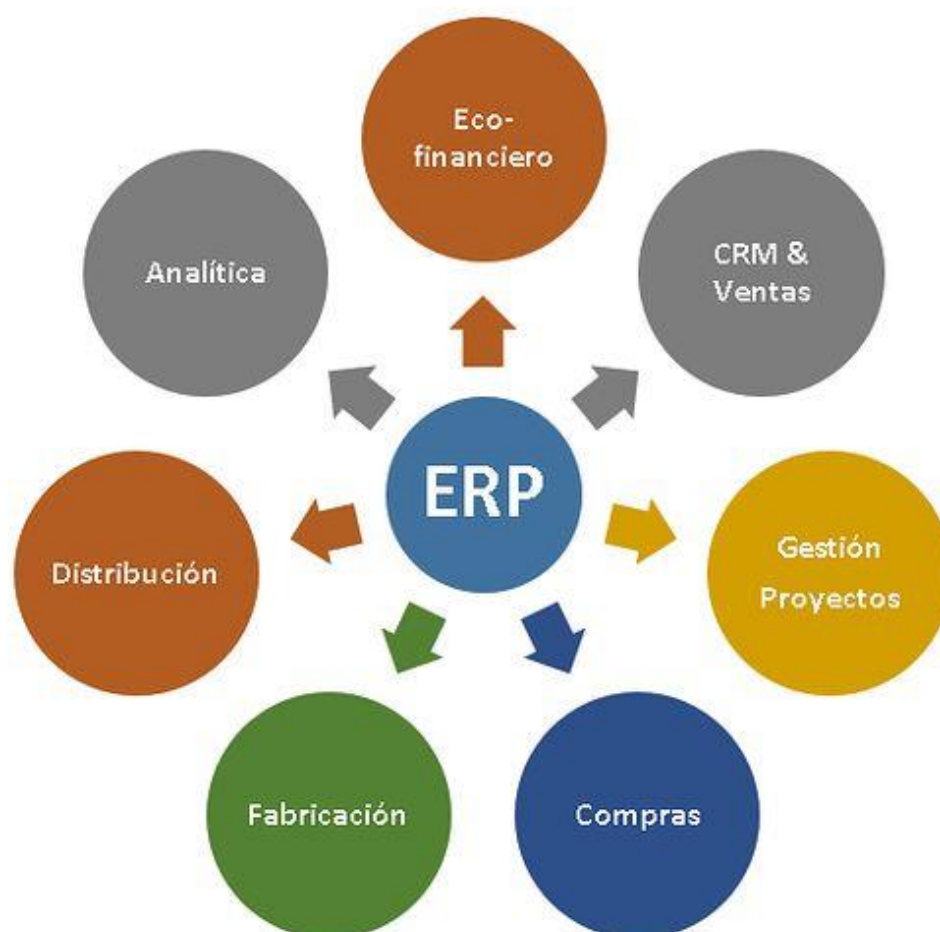 Eco-
financiero
CRM &
Ventas
Analítica
ERP
Gestión
Proyectos
Distribución
Fabricación
Compras